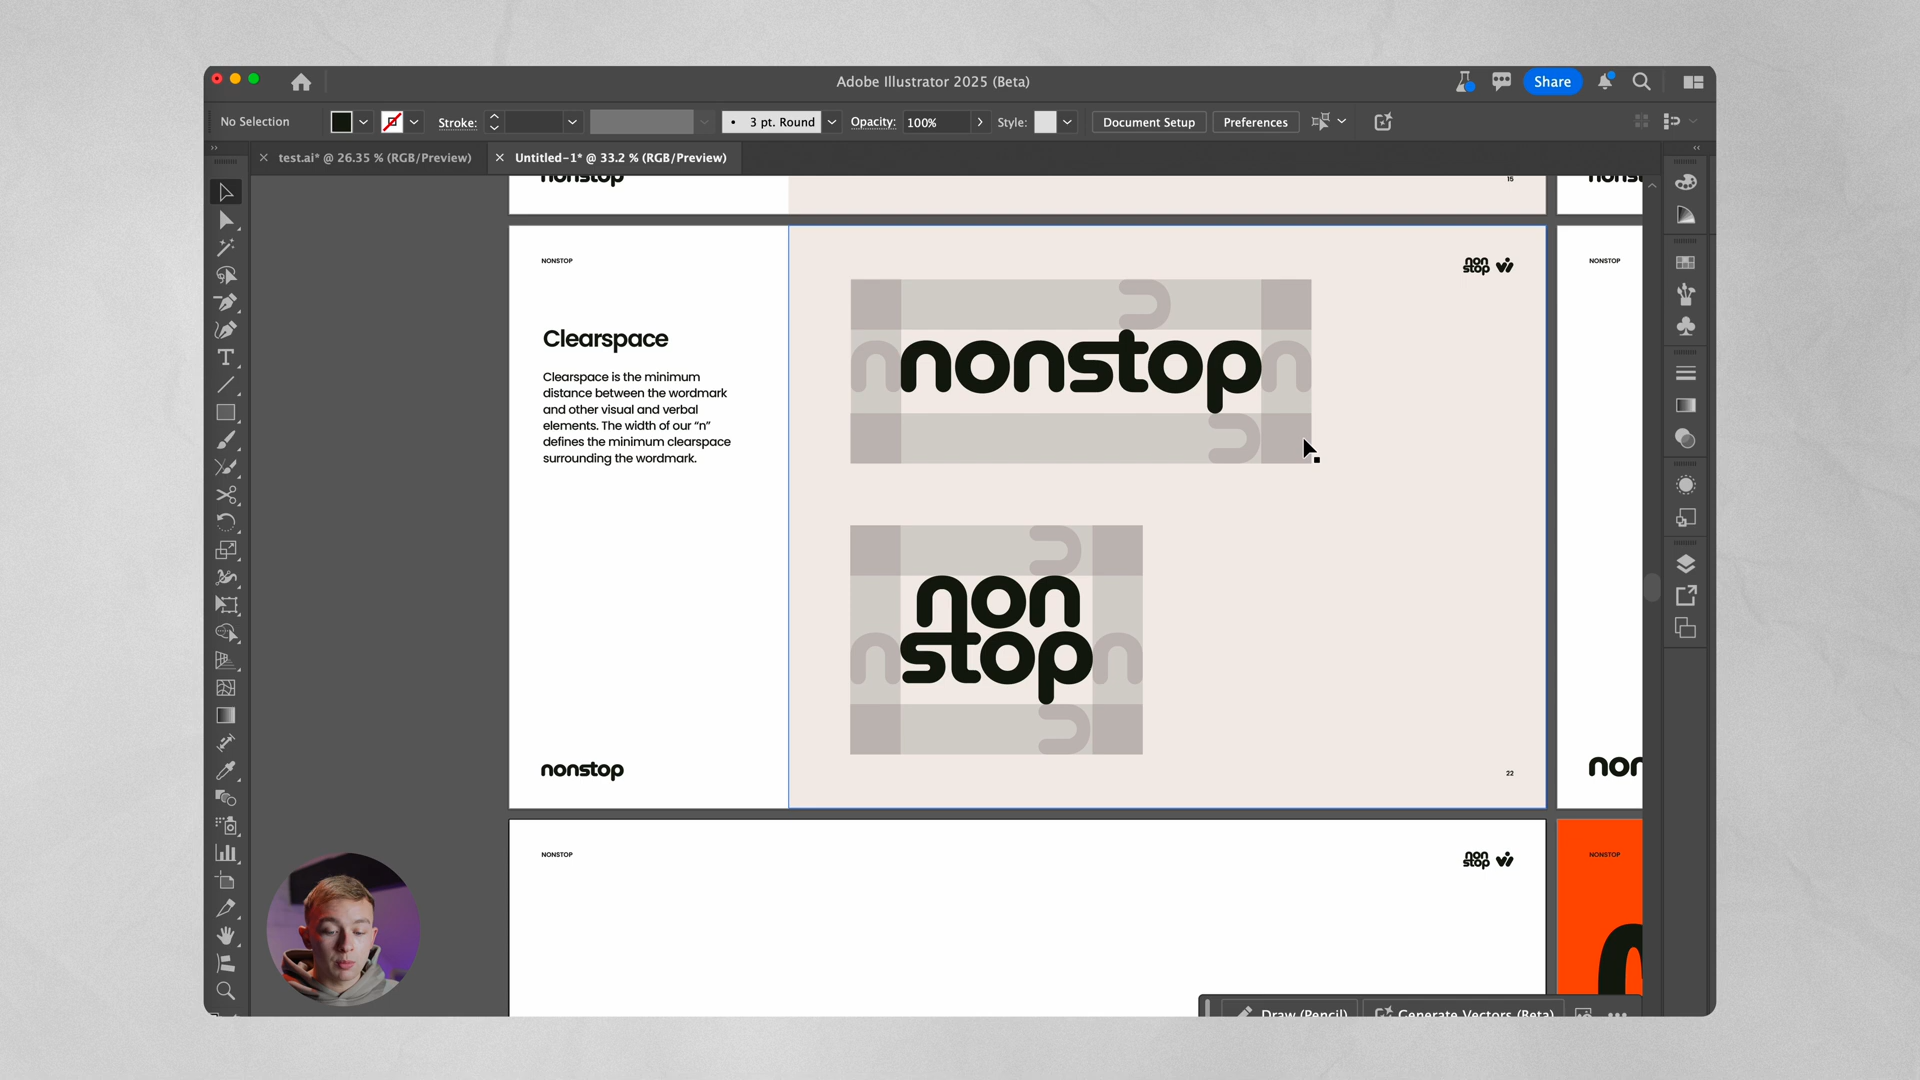 Adobe Illustrator 2025 (Beta)
Share
No Selection
Stroke:
3 pt. Round
Opacity:
100%
Style:
Document Setup
Preferences
test.ai* @ 26.35 % (RGB/Preview)
Untitled-1* @ 33.2 % (RGB/Preview)
nonstop
15
NONSTOP
non
stop
NONSTOP
Clearspace
Clearspace is the minimum
distance between the wordmark
and other visual and verbal
elements. The width of our “n”
defines the minimum clearspace
surrounding the wordmark.
n
nonstop
n
non
stop
n
n
nonstop
22
NONSTOP
non
stop
NONSTOP
Draw (Pencil)
Generate Vectors (Beta)